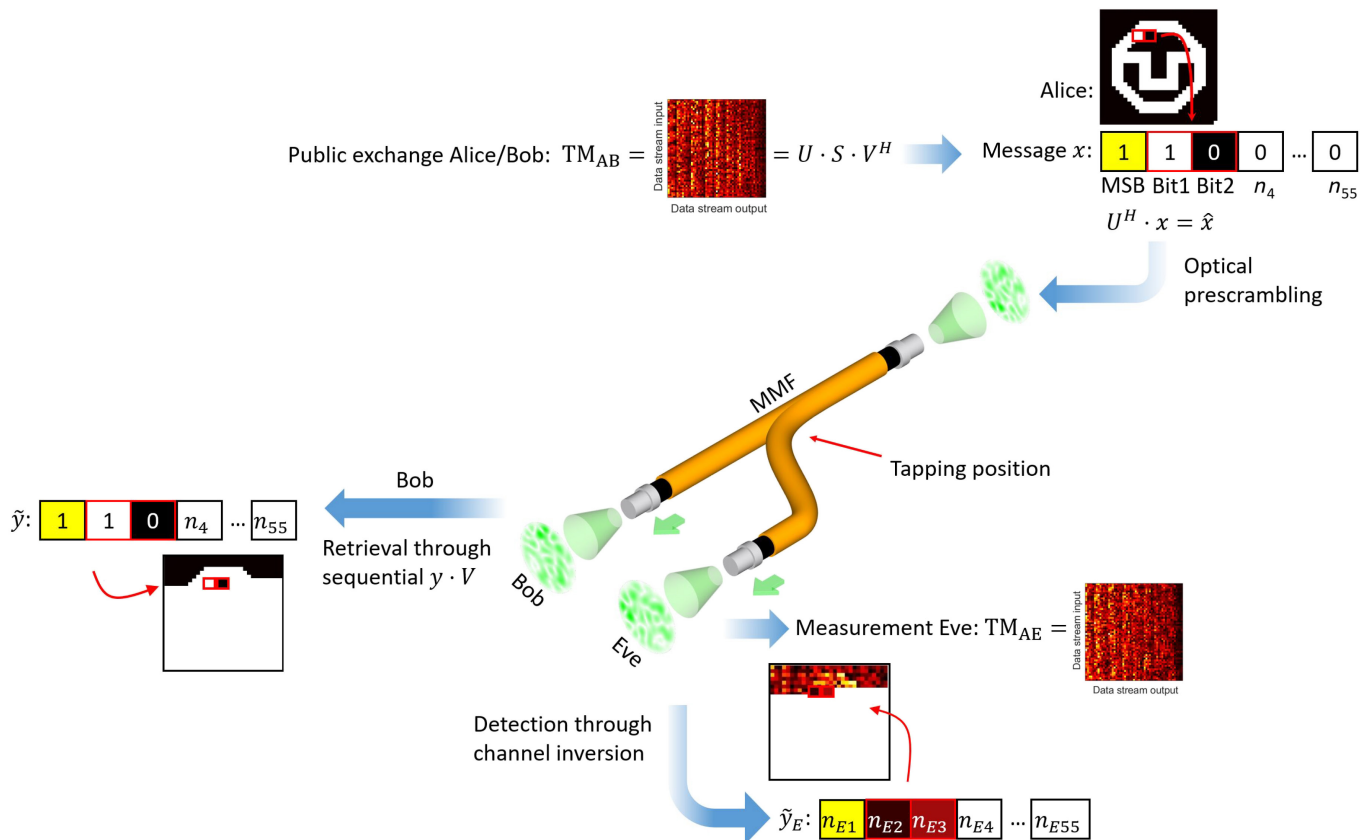 Alice:
Public exchange Alice/Bob: TM_AB =
Data stream input
Data stream output
= U · S · V^H
Message x:
1 1 0 0 ... 0
MSB Bit1 Bit2 n_4 n_55
U^H · x = x̂
Optical
prescrambling
MMF
Tapping position
Bob
ỹ: 1 1 0 n_4 ... n_55
Retrieval through
sequential y · V
Bob
Eve
Measurement Eve: TM_AE =
Data stream input
Data stream output
Detection through
channel inversion
ỹ_E: n_E1 n_E2 n_E3 n_E4 ... n_E55